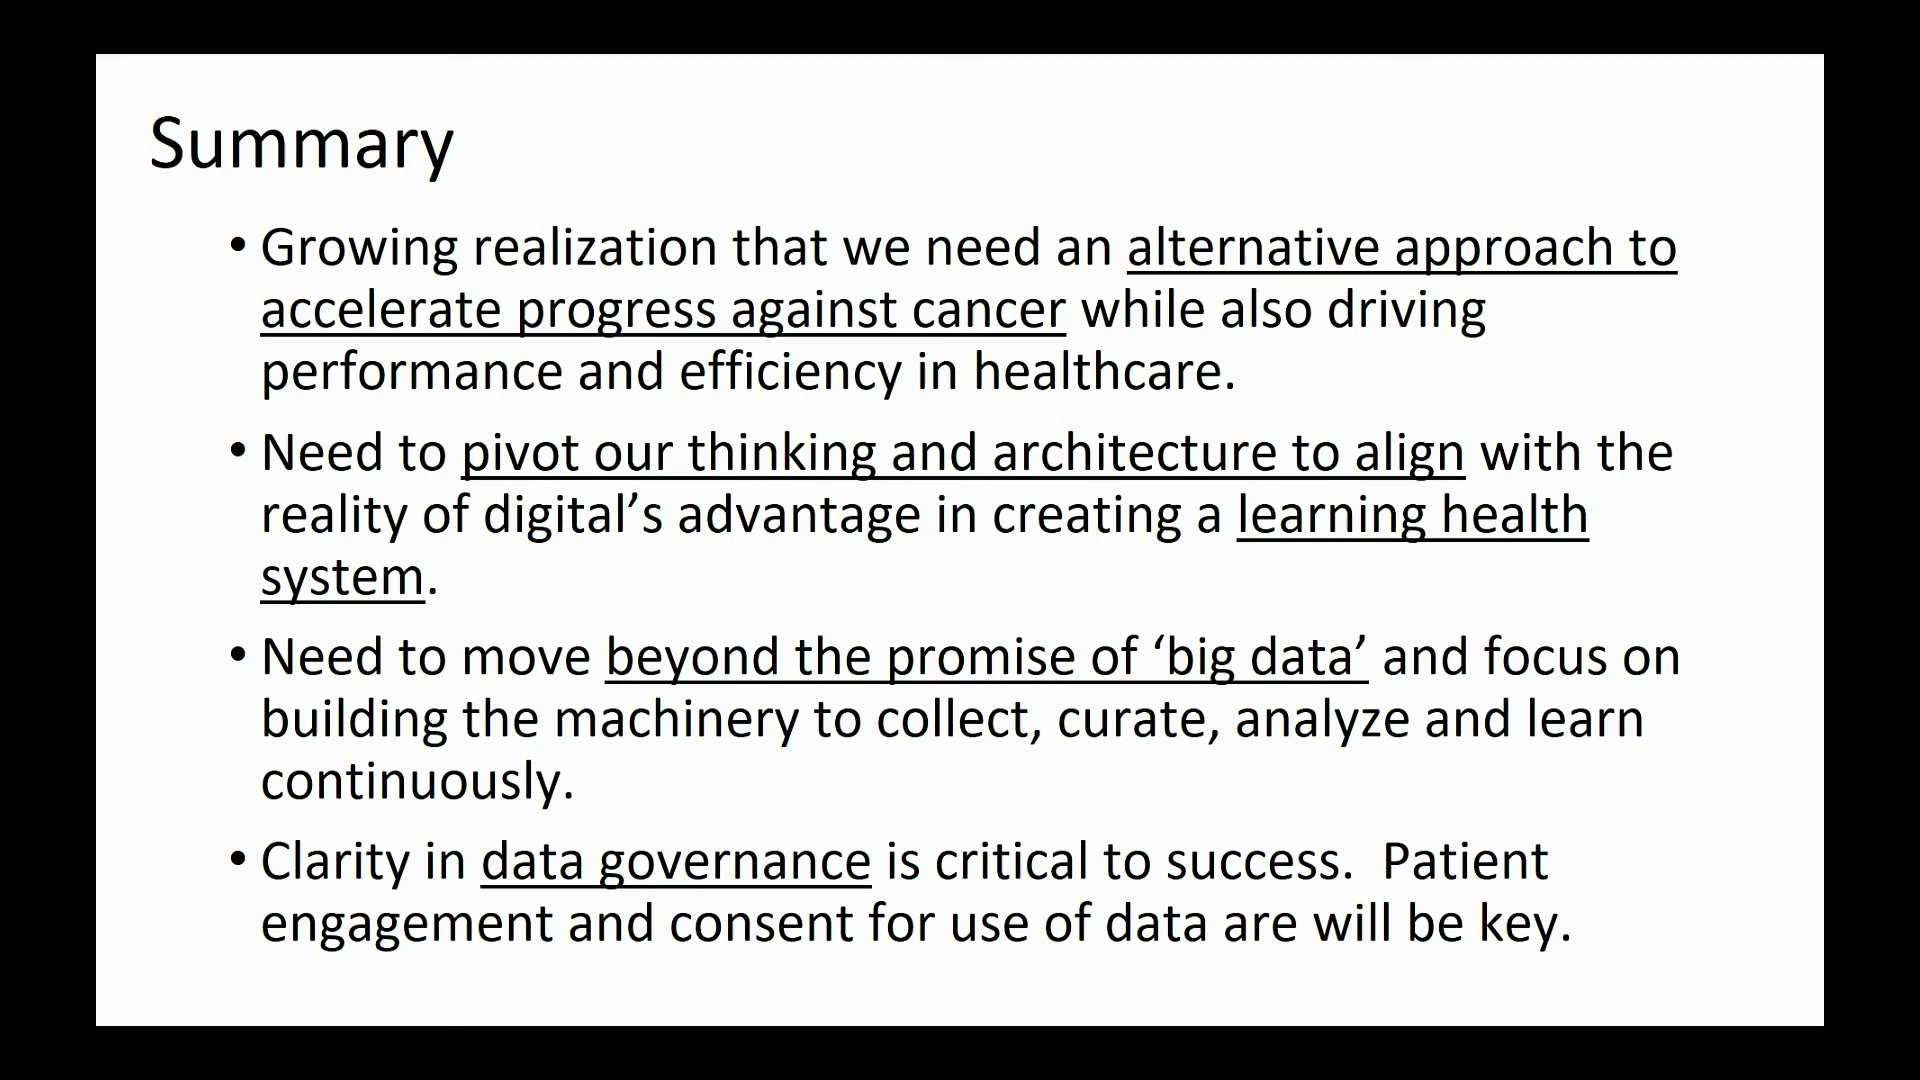 Summary
• Growing realization that we need an alternative approach to
accelerate progress against cancer while also driving
performance and efficiency in healthcare.
• Need to pivot our thinking and architecture to align with the
reality of digital’s advantage in creating a learning health
system.
• Need to move beyond the promise of ‘big data’ and focus on
building the machinery to collect, curate, analyze and learn
continuously.
• Clarity in data governance is critical to success.  Patient
engagement and consent for use of data are will be key.